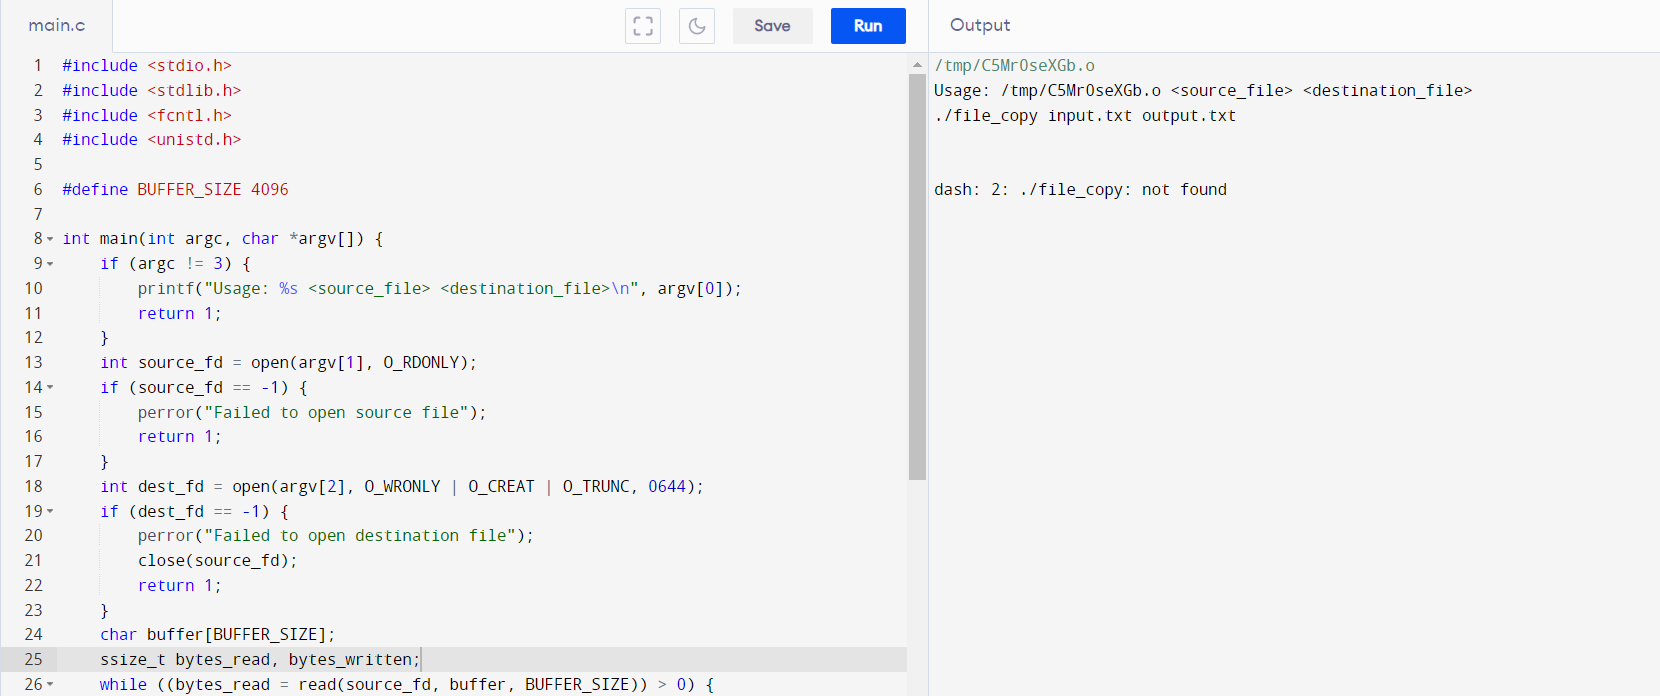 main.c
Save
Run
Output
1 #include <stdio.h>
2 #include <stdlib.h>
3 #include <fcntl.h>
4 #include <unistd.h>
5
6 #define BUFFER_SIZE 4096
7
8 int main(int argc, char *argv[]) {
9     if (argc != 3) {
10         printf("Usage: %s <source_file> <destination_file>\n", argv[0]);
11         return 1;
12     }
13     int source_fd = open(argv[1], O_RDONLY);
14     if (source_fd == -1) {
15         perror("Failed to open source file");
16         return 1;
17     }
18     int dest_fd = open(argv[2], O_WRONLY | O_CREAT | O_TRUNC, 0644);
19     if (dest_fd == -1) {
20         perror("Failed to open destination file");
21         close(source_fd);
22         return 1;
23     }
24     char buffer[BUFFER_SIZE];
25     ssize_t bytes_read, bytes_written;
26     while ((bytes_read = read(source_fd, buffer, BUFFER_SIZE)) > 0) {
/tmp/C5Mr0seXGb.o
Usage: /tmp/C5Mr0seXGb.o <source_file> <destination_file>
./file_copy input.txt output.txt
dash: 2: ./file_copy: not found